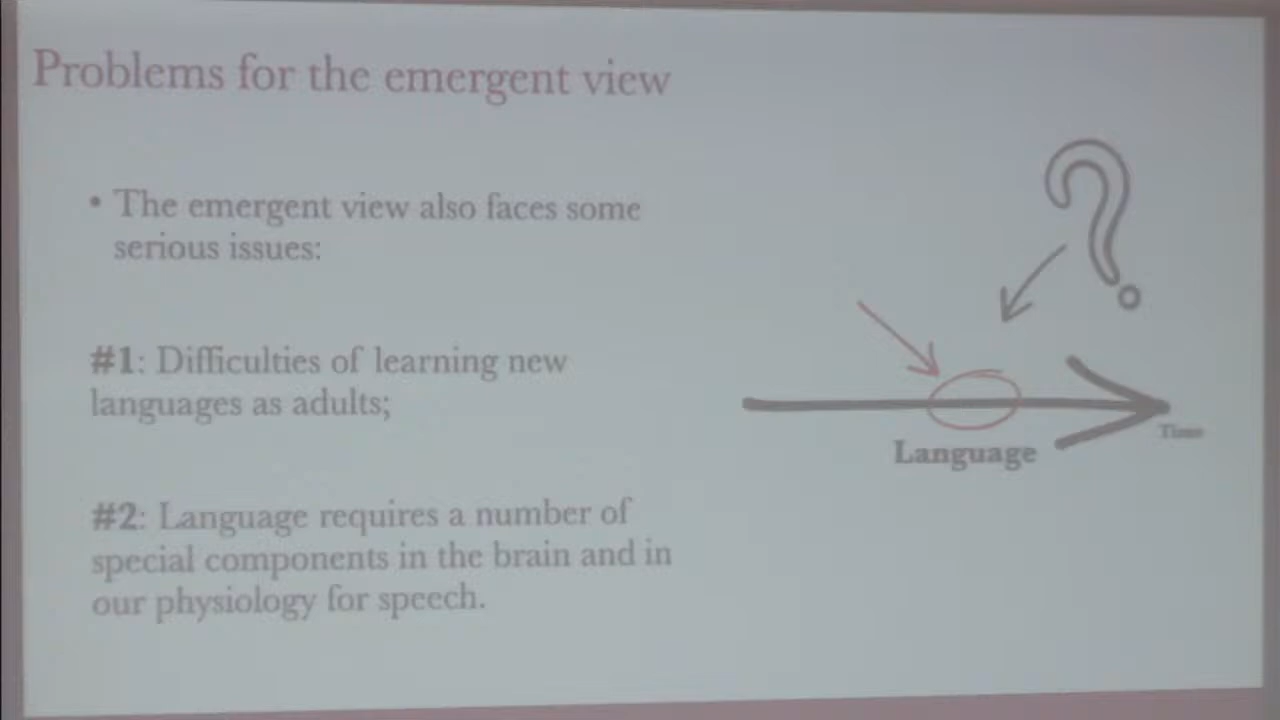 Problems for the emergent view
• The emergent view also faces some
serious issues:
#1: Difficulties of learning new
languages as adults;
#2: Language requires a number of
special components in the brain and in
our physiology for speech.
?
Language
Time